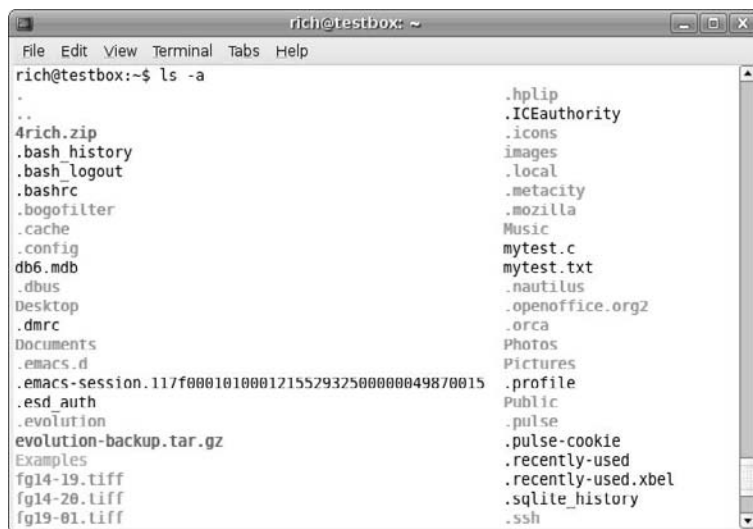 rich@testbox: ~
File Edit View Terminal Tabs Help
rich@testbox:~$ ls -a
. .hplip
.. .ICEauthority
4rich.zip .icons
.bash_history images
.bash_logout .local
.bashrc .metacity
.bogofilter .mozilla
.cache Music
.config mytest.c
db6.mdb mytest.txt
.dbus .nautilus
Desktop .openoffice.org2
.dmrc .orca
Documents Photos
.emacs.d Pictures
.emacs-session.117f000101000121552932500000049870015 .profile
.esd_auth Public
.evolution .pulse
evolution-backup.tar.gz .pulse-cookie
Examples .recently-used
fg14-19.tiff .recently-used.xbel
fg14-20.tiff .sqlite_history
fg19-01.tiff .ssh